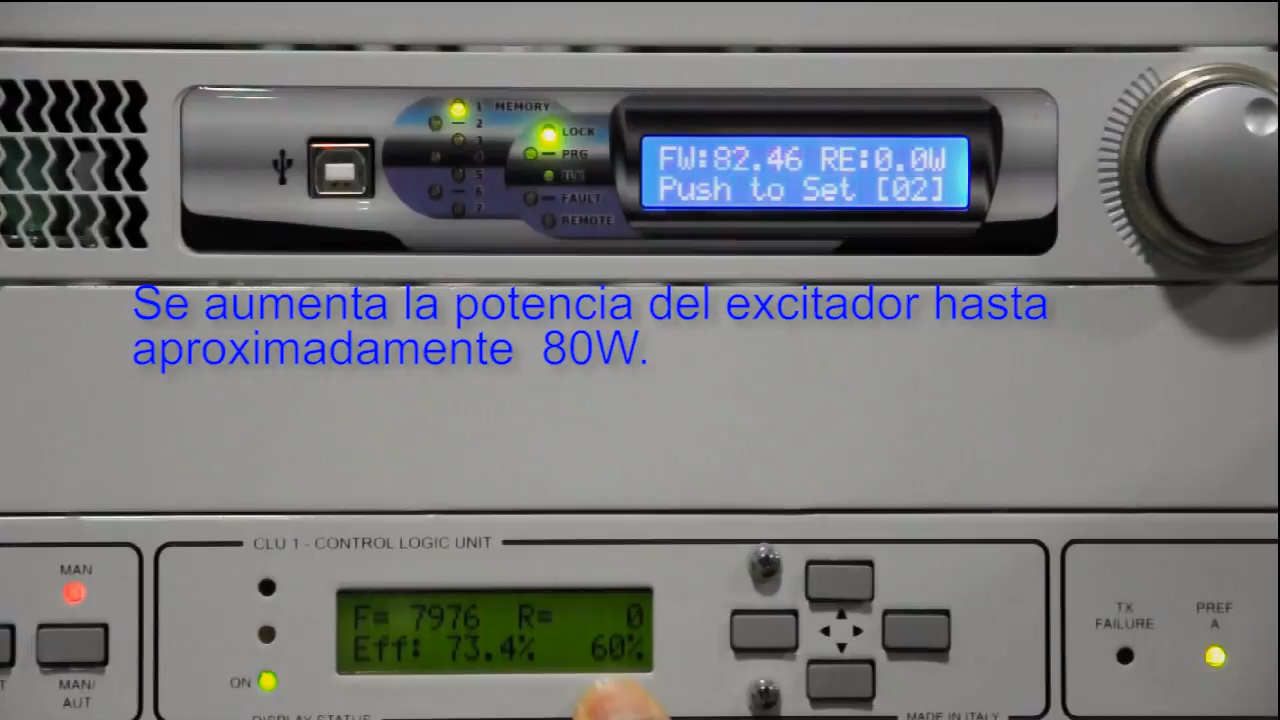 1 MEMORY
2
3
5
6
7
LOCK
PRG
FAULT
REMOTE
FW:82.46 RE:0.0W
Push to Set [02]
Se aumenta la potencia del excitador hasta
aproximadamente 80W.
CLU 1 - CONTROL LOGIC UNIT
MAN
MAN/
AUT
ON
F= 7976 R= 0
Eff: 73.4% 60%
TX
FAILURE
PREF
A
DISPLAY STATUS
MADE IN ITALY